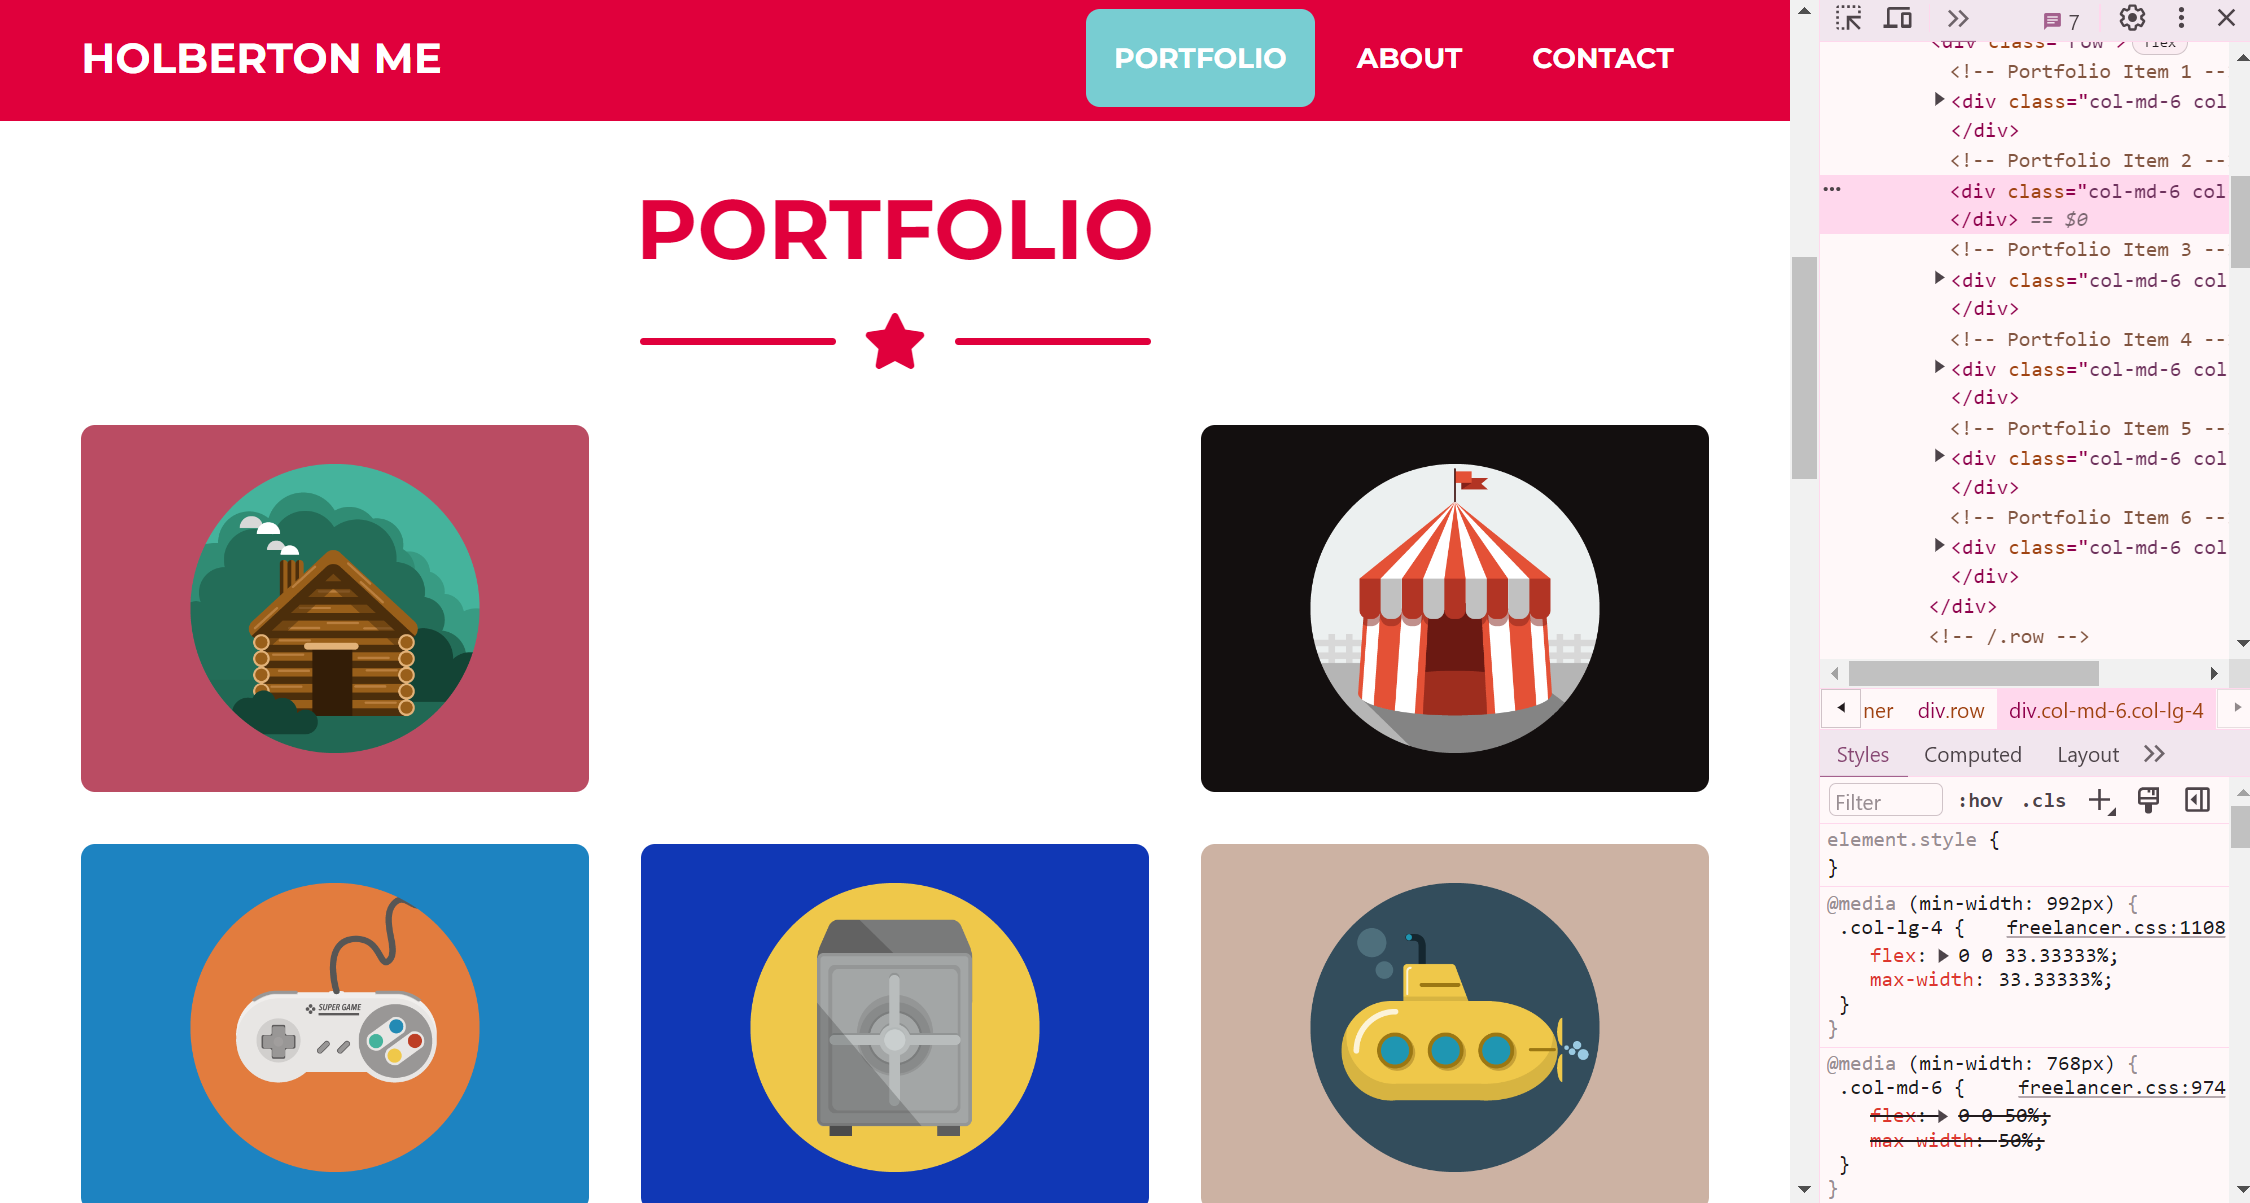 HOLBERTON ME
PORTFOLIO
ABOUT
CONTACT
PORTFOLIO
SUPER GAME
7
<div class="row"> flex
<!-- Portfolio Item 1 --
<div class="col-md-6 col
</div>
<!-- Portfolio Item 2 --
<div class="col-md-6 col
</div> == $0
<!-- Portfolio Item 3 --
<div class="col-md-6 col
</div>
<!-- Portfolio Item 4 --
<div class="col-md-6 col
</div>
<!-- Portfolio Item 5 --
<div class="col-md-6 col
</div>
<!-- Portfolio Item 6 --
<div class="col-md-6 col
</div>
</div>
<!-- /.row -->
ner div.row div.col-md-6.col-lg-4
Styles Computed Layout
Filter :hov .cls
element.style {
}
@media (min-width: 992px) {
.col-lg-4 { freelancer.css:1108
flex: 0 0 33.33333%;
max-width: 33.33333%;
}
}
@media (min-width: 768px) {
.col-md-6 { freelancer.css:974
flex: 0 0 50%;
max-width: 50%;
}
}